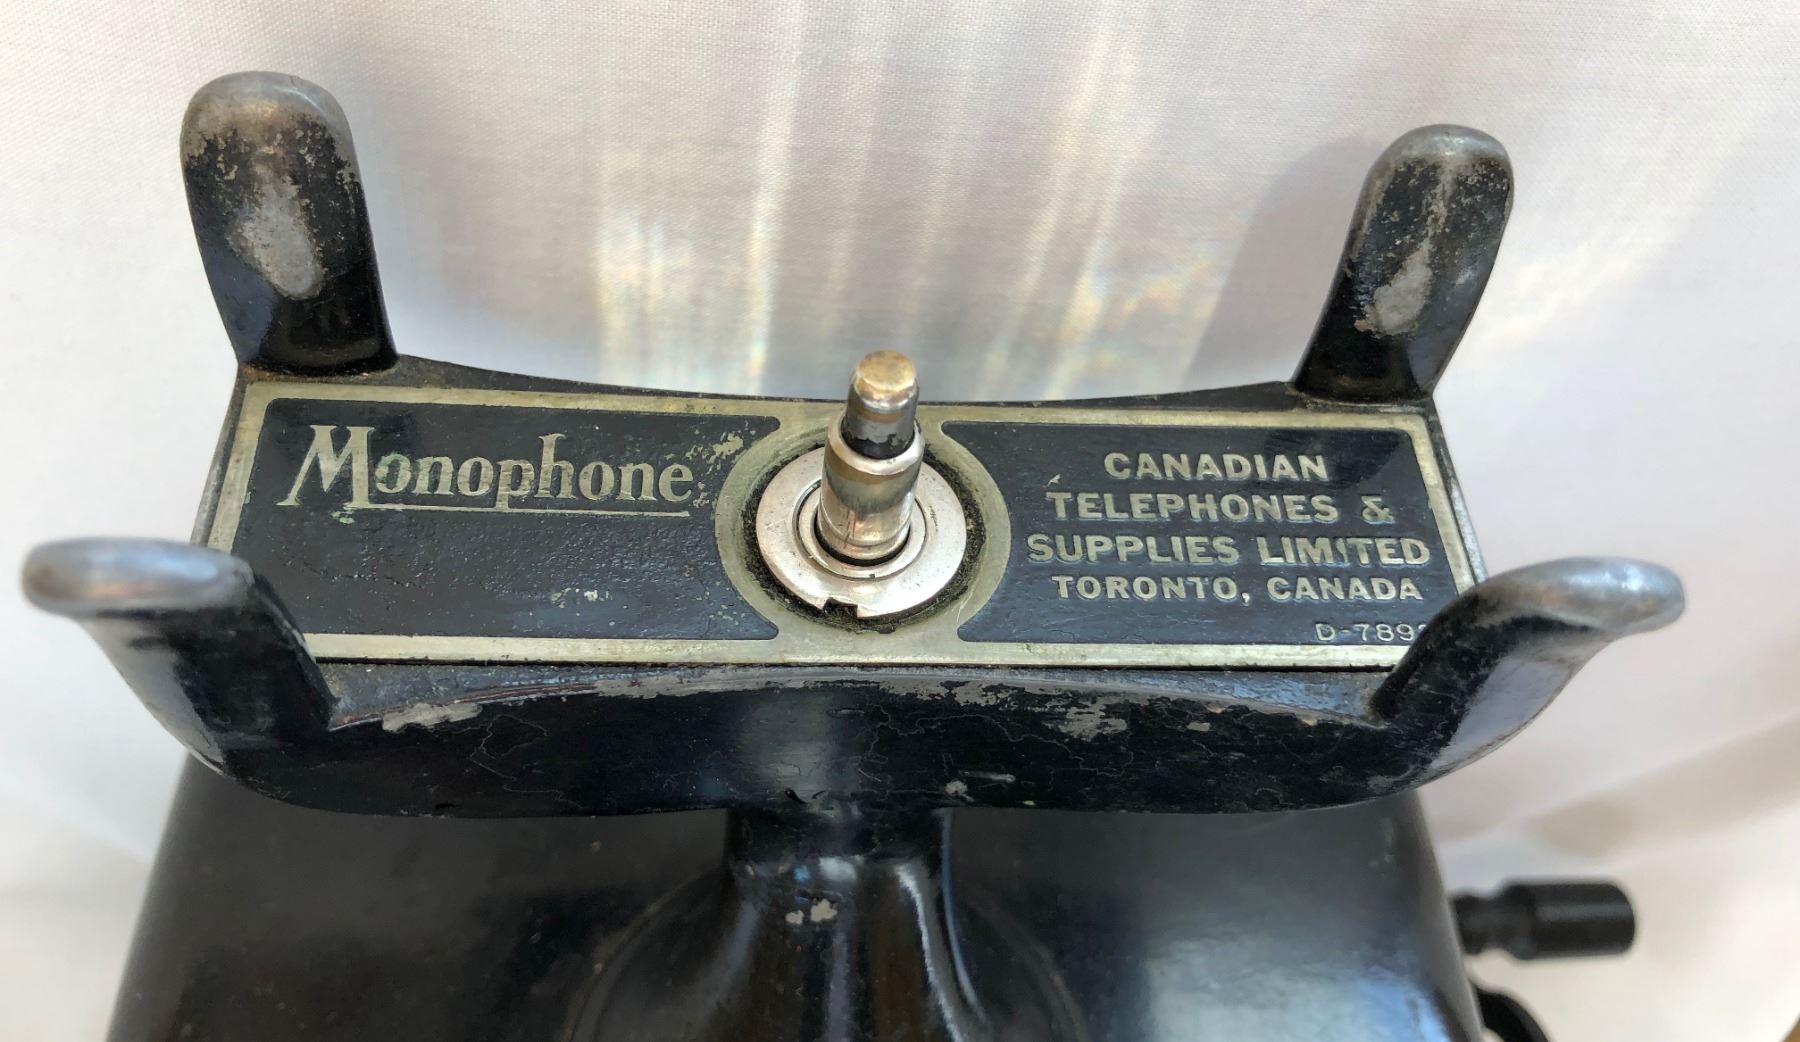 Monophone
CANADIAN
TELEPHONES &
SUPPLIES LIMITED
TORONTO, CANADA